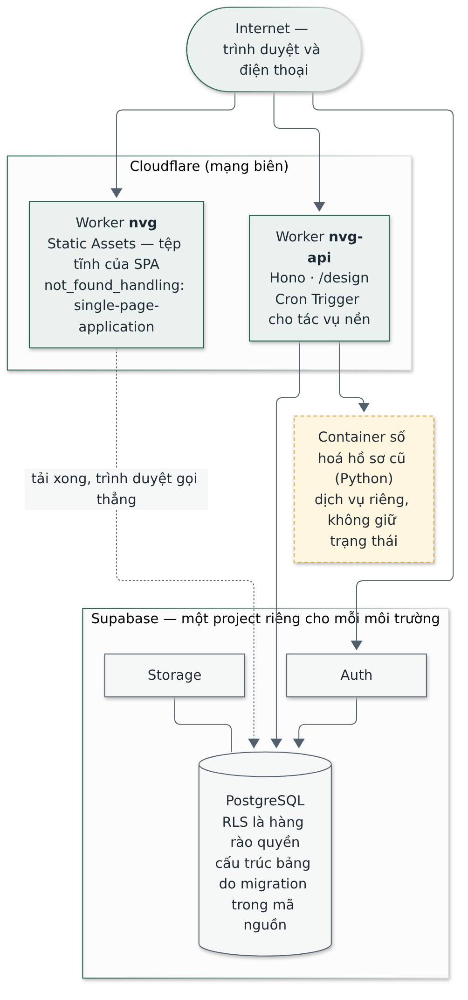 Internet —
trình duyệt và
điện thoại
Cloudflare (mạng biên)
Worker nvg
Static Assets — tệp
tĩnh của SPA
not_found_handling:
single-page-
application
Worker nvg-
api
Hono · /design
Cron Trigger
cho tác vụ nền
Container số
hoá hồ sơ cũ
(Python)
dịch vụ riêng,
không giữ
trạng thái
tải xong, trình duyệt gọi
thẳng
Supabase — một project riêng cho mỗi môi trường
Storage
Auth
PostgreSQL
RLS là hàng
rào quyền
cấu trúc bảng
do migration
trong mã
nguồn